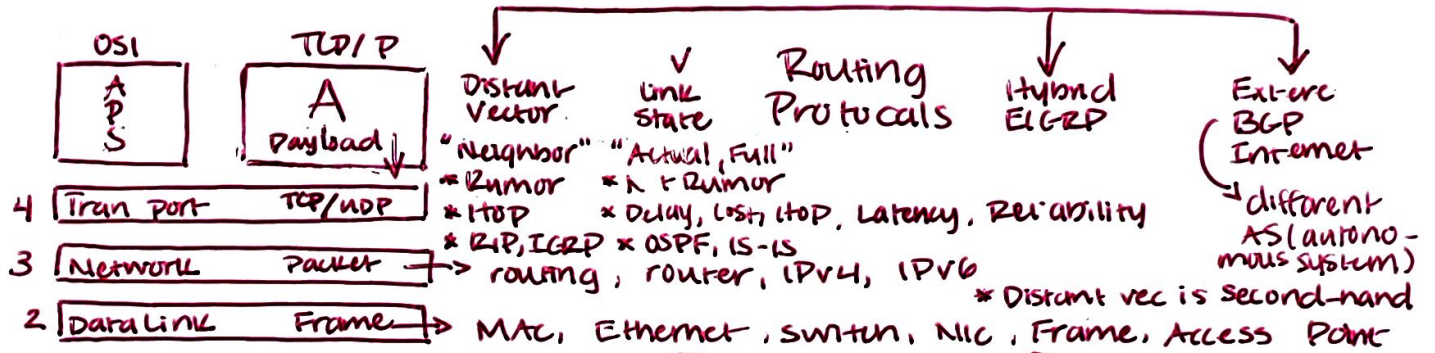 OSI
A
P
S
TCP/IP
A
Payload
Routing
Protocals
Distant
Vector
"Neighbor"
* Rumor
* HOP
* RIP, IGRP
Link
State
"Actual, Full"
Rumor
* Delay, Cost, HOP, Latency, Reliability
* OSPF, IS-IS
Hybrid
EIGRP
BGP
Internet
different
AS (autono-
mous system)
* Distant vec is second-hand
4 Tran port TCP/UDP
3 Network Packet → routing, router, IPv4, IPv6
2 Data Link Frame → MAC, Ethernet, switch, NIC, Frame, Access Point